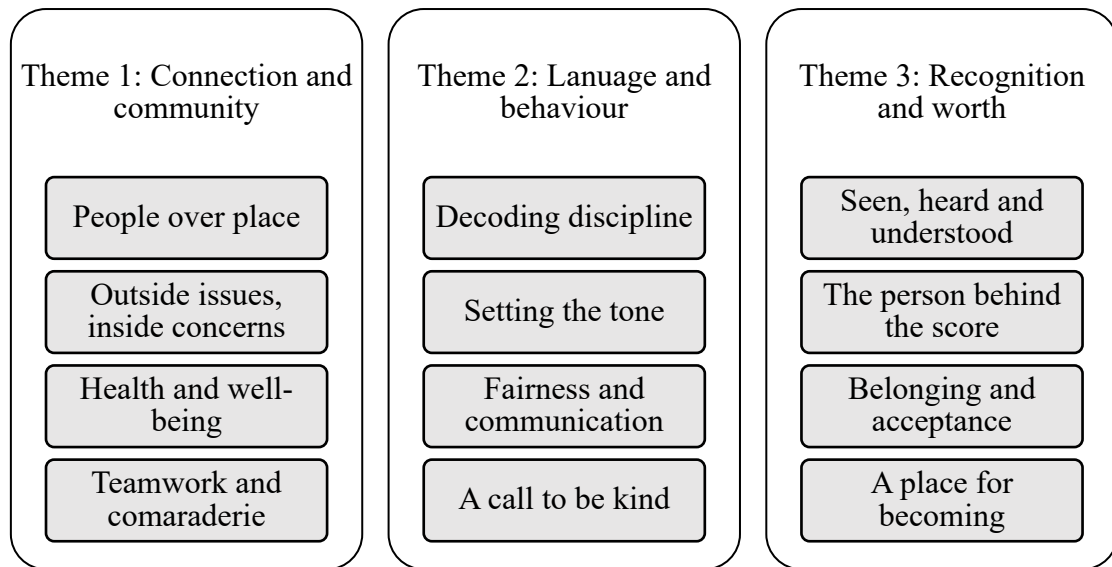 Theme 1: Connection and
community
People over place
Outside issues,
inside concerns
Health and well-
being
Teamwork and
comaraderie
Theme 2: Lanuage and
behaviour
Decoding discipline
Setting the tone
Fairness and
communication
A call to be kind
Theme 3: Recognition
and worth
Seen, heard and
understood
The person behind
the score
Belonging and
acceptance
A place for
becoming